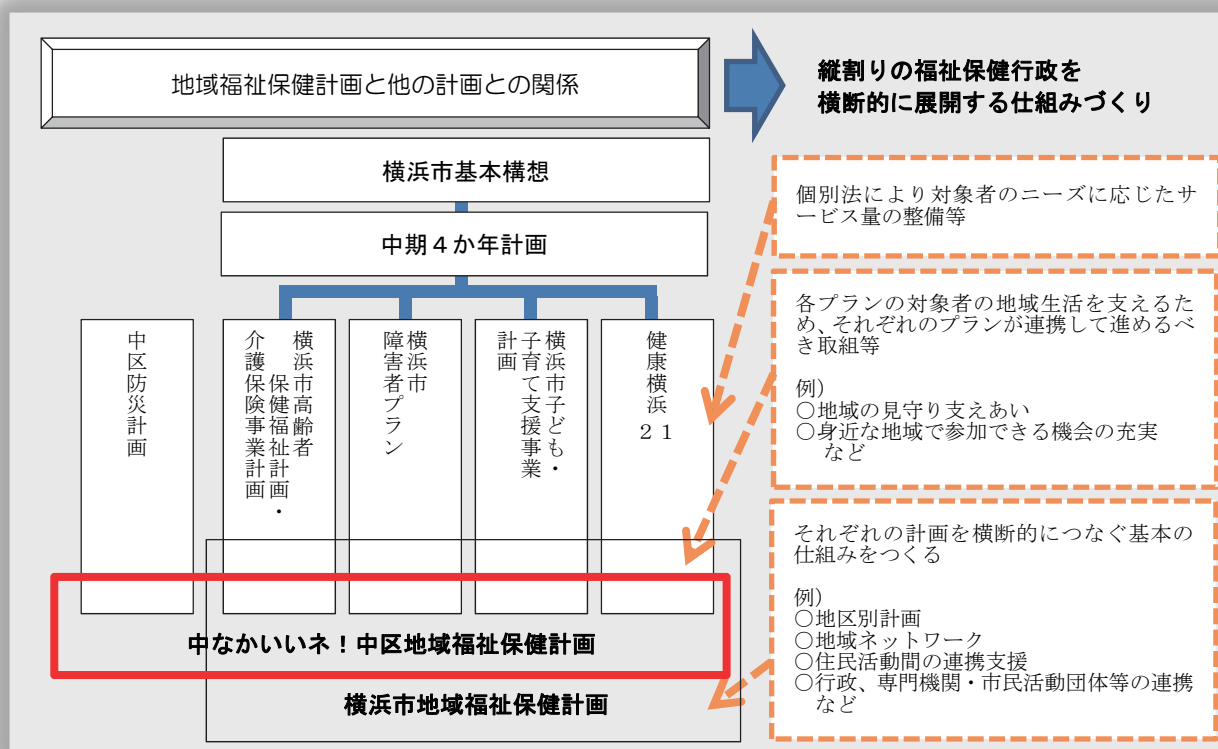 地域福祉保健計画と他の計画との関係
縦割りの福祉保健行政を
横断的に展開する仕組みづくり
横浜市基本構想
中期４か年計画
中区防災計画
横浜市高齢者
保健福祉計画・
介護保険事業計画
横浜市
障害者プラン
横浜市子ども・
子育て支援事業
計画
健康横浜２１
中なかいいネ！中区地域福祉保健計画
横浜市地域福祉保健計画
個別法により対象者のニーズに応じたサ
ービス量の整備等
各プランの対象者の地域生活を支えるた
め、それぞれのプランが連携して進めるべ
き取組等
例）
○地域の見守り支えあい
○身近な地域で参加できる機会の充実
など
それぞれの計画を横断的につなぐ基本の
仕組みをつくる
例）
○地区別計画
○地域ネットワーク
○住民活動間の連携支援
○行政、専門機関・市民活動団体等の連携
など